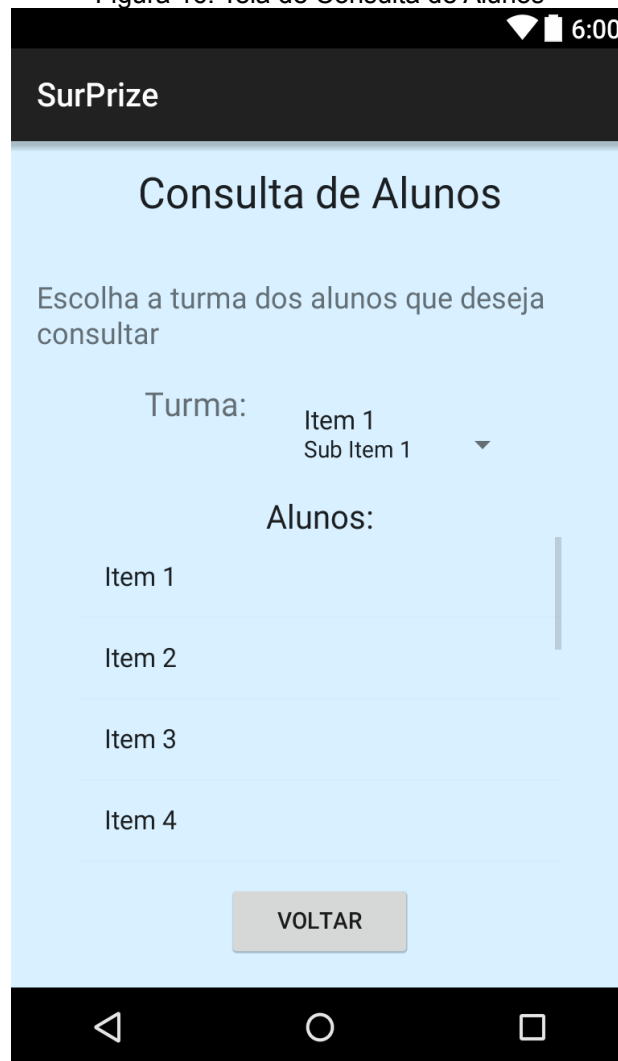 6:00
SurPrize
Consulta de Alunos
Escolha a turma dos alunos que deseja
consultar
Turma:
Item 1
Sub Item 1
Alunos:
Item 1
Item 2
Item 3
Item 4
VOLTAR